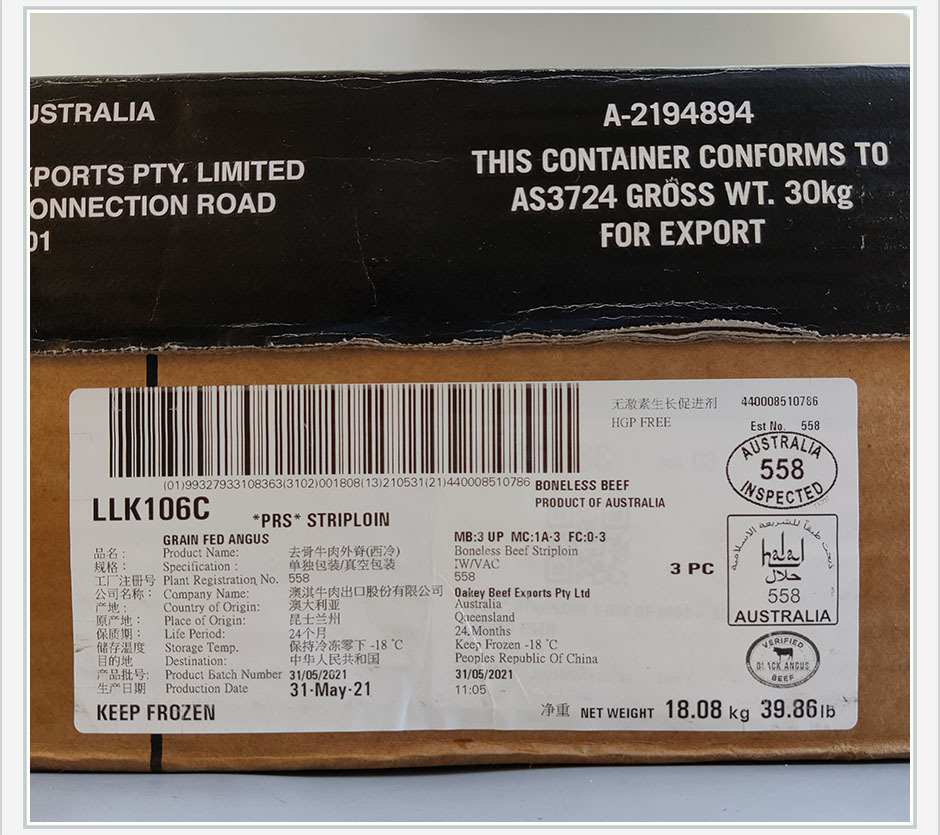 USTRALIA
PORTS PTY. LIMITED
ONNECTION ROAD
01
A-2194894
THIS CONTAINER CONFORMS TO
AS3724 GROSS WT. 30kg
FOR EXPORT
(01)99327933108363(3102)001808(13)210531(21)440008510786
无激素生长促进剂 440008510786
HGP FREE
Est No. 558
AUSTRALIA
558
INSPECTED
BONELESS BEEF
PRODUCT OF AUSTRALIA
LLK106C
*PRS* STRIPLOIN
GRAIN FED ANGUS
MB:3 UP MC:1A-3 FC:0-3
品名: Product Name: 去骨牛肉外脊(西冷) Boneless Beef Striploin
规格: Specification: 单独包装/真空包装 IW/VAC
工厂注册号 Plant Registration No. 558 558
公司名称: Company Name: 澳淇牛肉出口股份有限公司 Oakey Beef Exports Pty Ltd
产地: Country of Origin: 澳大利亚 Australia
原产地: Place of Origin: 昆士兰州 Queensland
保质期: Life Period: 24个月 24.Months
储存温度 Storage Temp. 保持冷冻零下 -18 ℃ Keep Frozen -18 ℃
目的地 Destination: 中华人民共和国 Peoples Republic Of China
产品批号: Product Batch Number 31/05/2021 31/05/2021
生产日期 Production Date 31-May-21 11:05
3 PC
halal
حلال
558
AUSTRALIA
VERIFIED
BLACK ANGUS
BEEF
KEEP FROZEN
净重 NET WEIGHT 18.08 kg 39.86lb